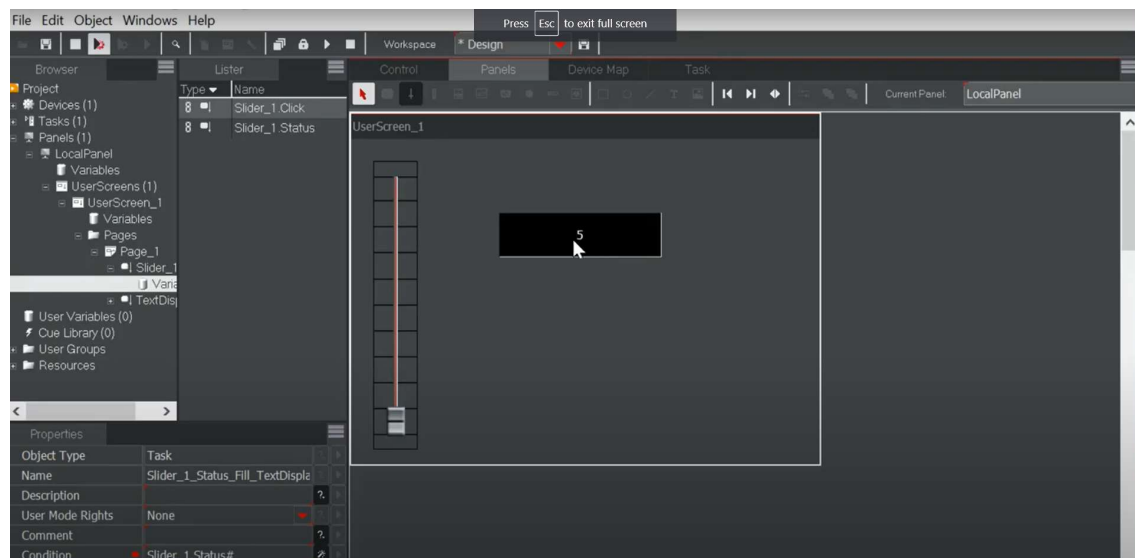 File Edit Object Windows Help
Press Esc to exit full screen
Workspace * Design
Browser
Lister
Control Panels Device Map Task
Project
Devices (1)
Tasks (1)
Panels (1)
LocalPanel
Variables
UserScreens (1)
UserScreen_1
Variables
Pages
Page_1
Slider_1
Varia
TextDisp
User Variables (0)
Cue Library (0)
User Groups
Resources
Type Name
8 Slider_1.Click
8 Slider_1.Status
Current Panel: LocalPanel
UserScreen_1
5
Properties
Object Type Task
Name Slider_1_Status_Fill_TextDispla
Description ?
User Mode Rights None
Comment ?
Condition Slider_1.Status#